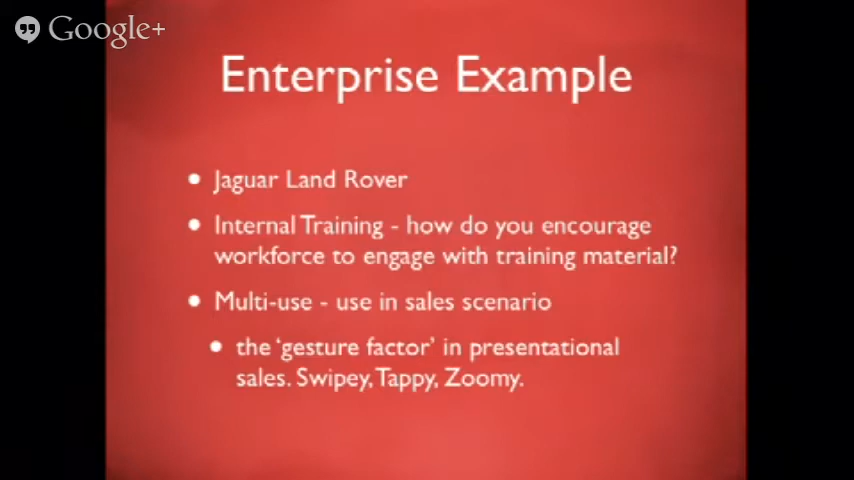 Google+
Enterprise Example
• Jaguar Land Rover
• Internal Training - how do you encourage
workforce to engage with training material?
• Multi-use - use in sales scenario
• the 'gesture factor' in presentational
sales. Swipey, Tappy, Zoomy.